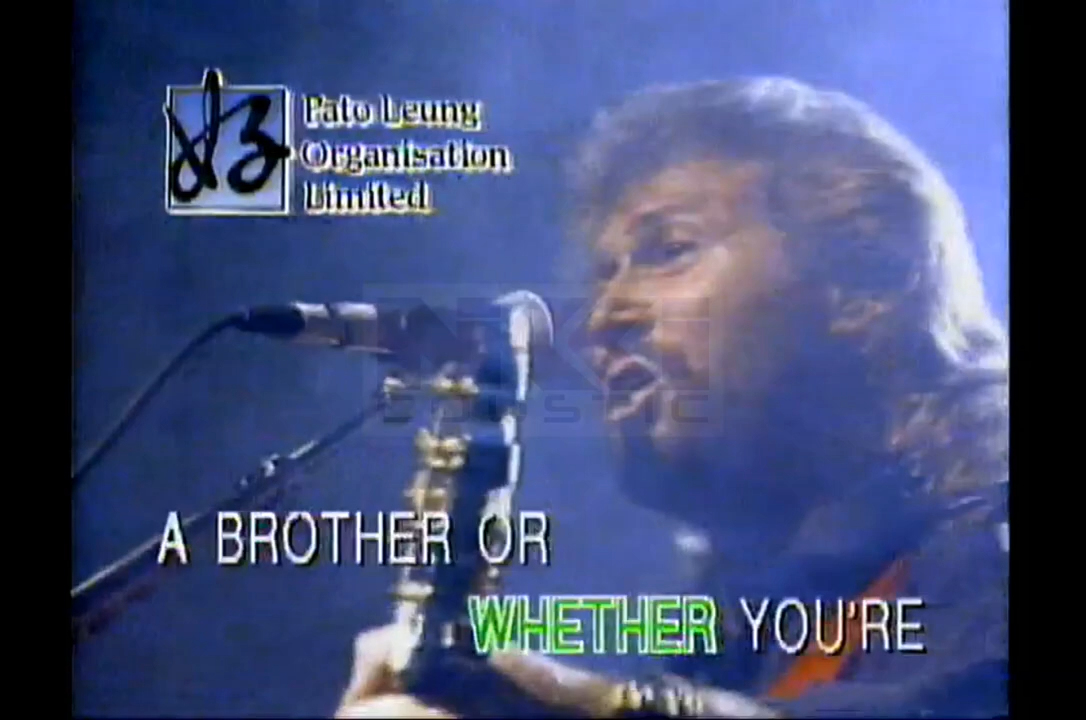 Pato Leung
Organisation
Limited
A BROTHER OR
WHETHER YOU'RE